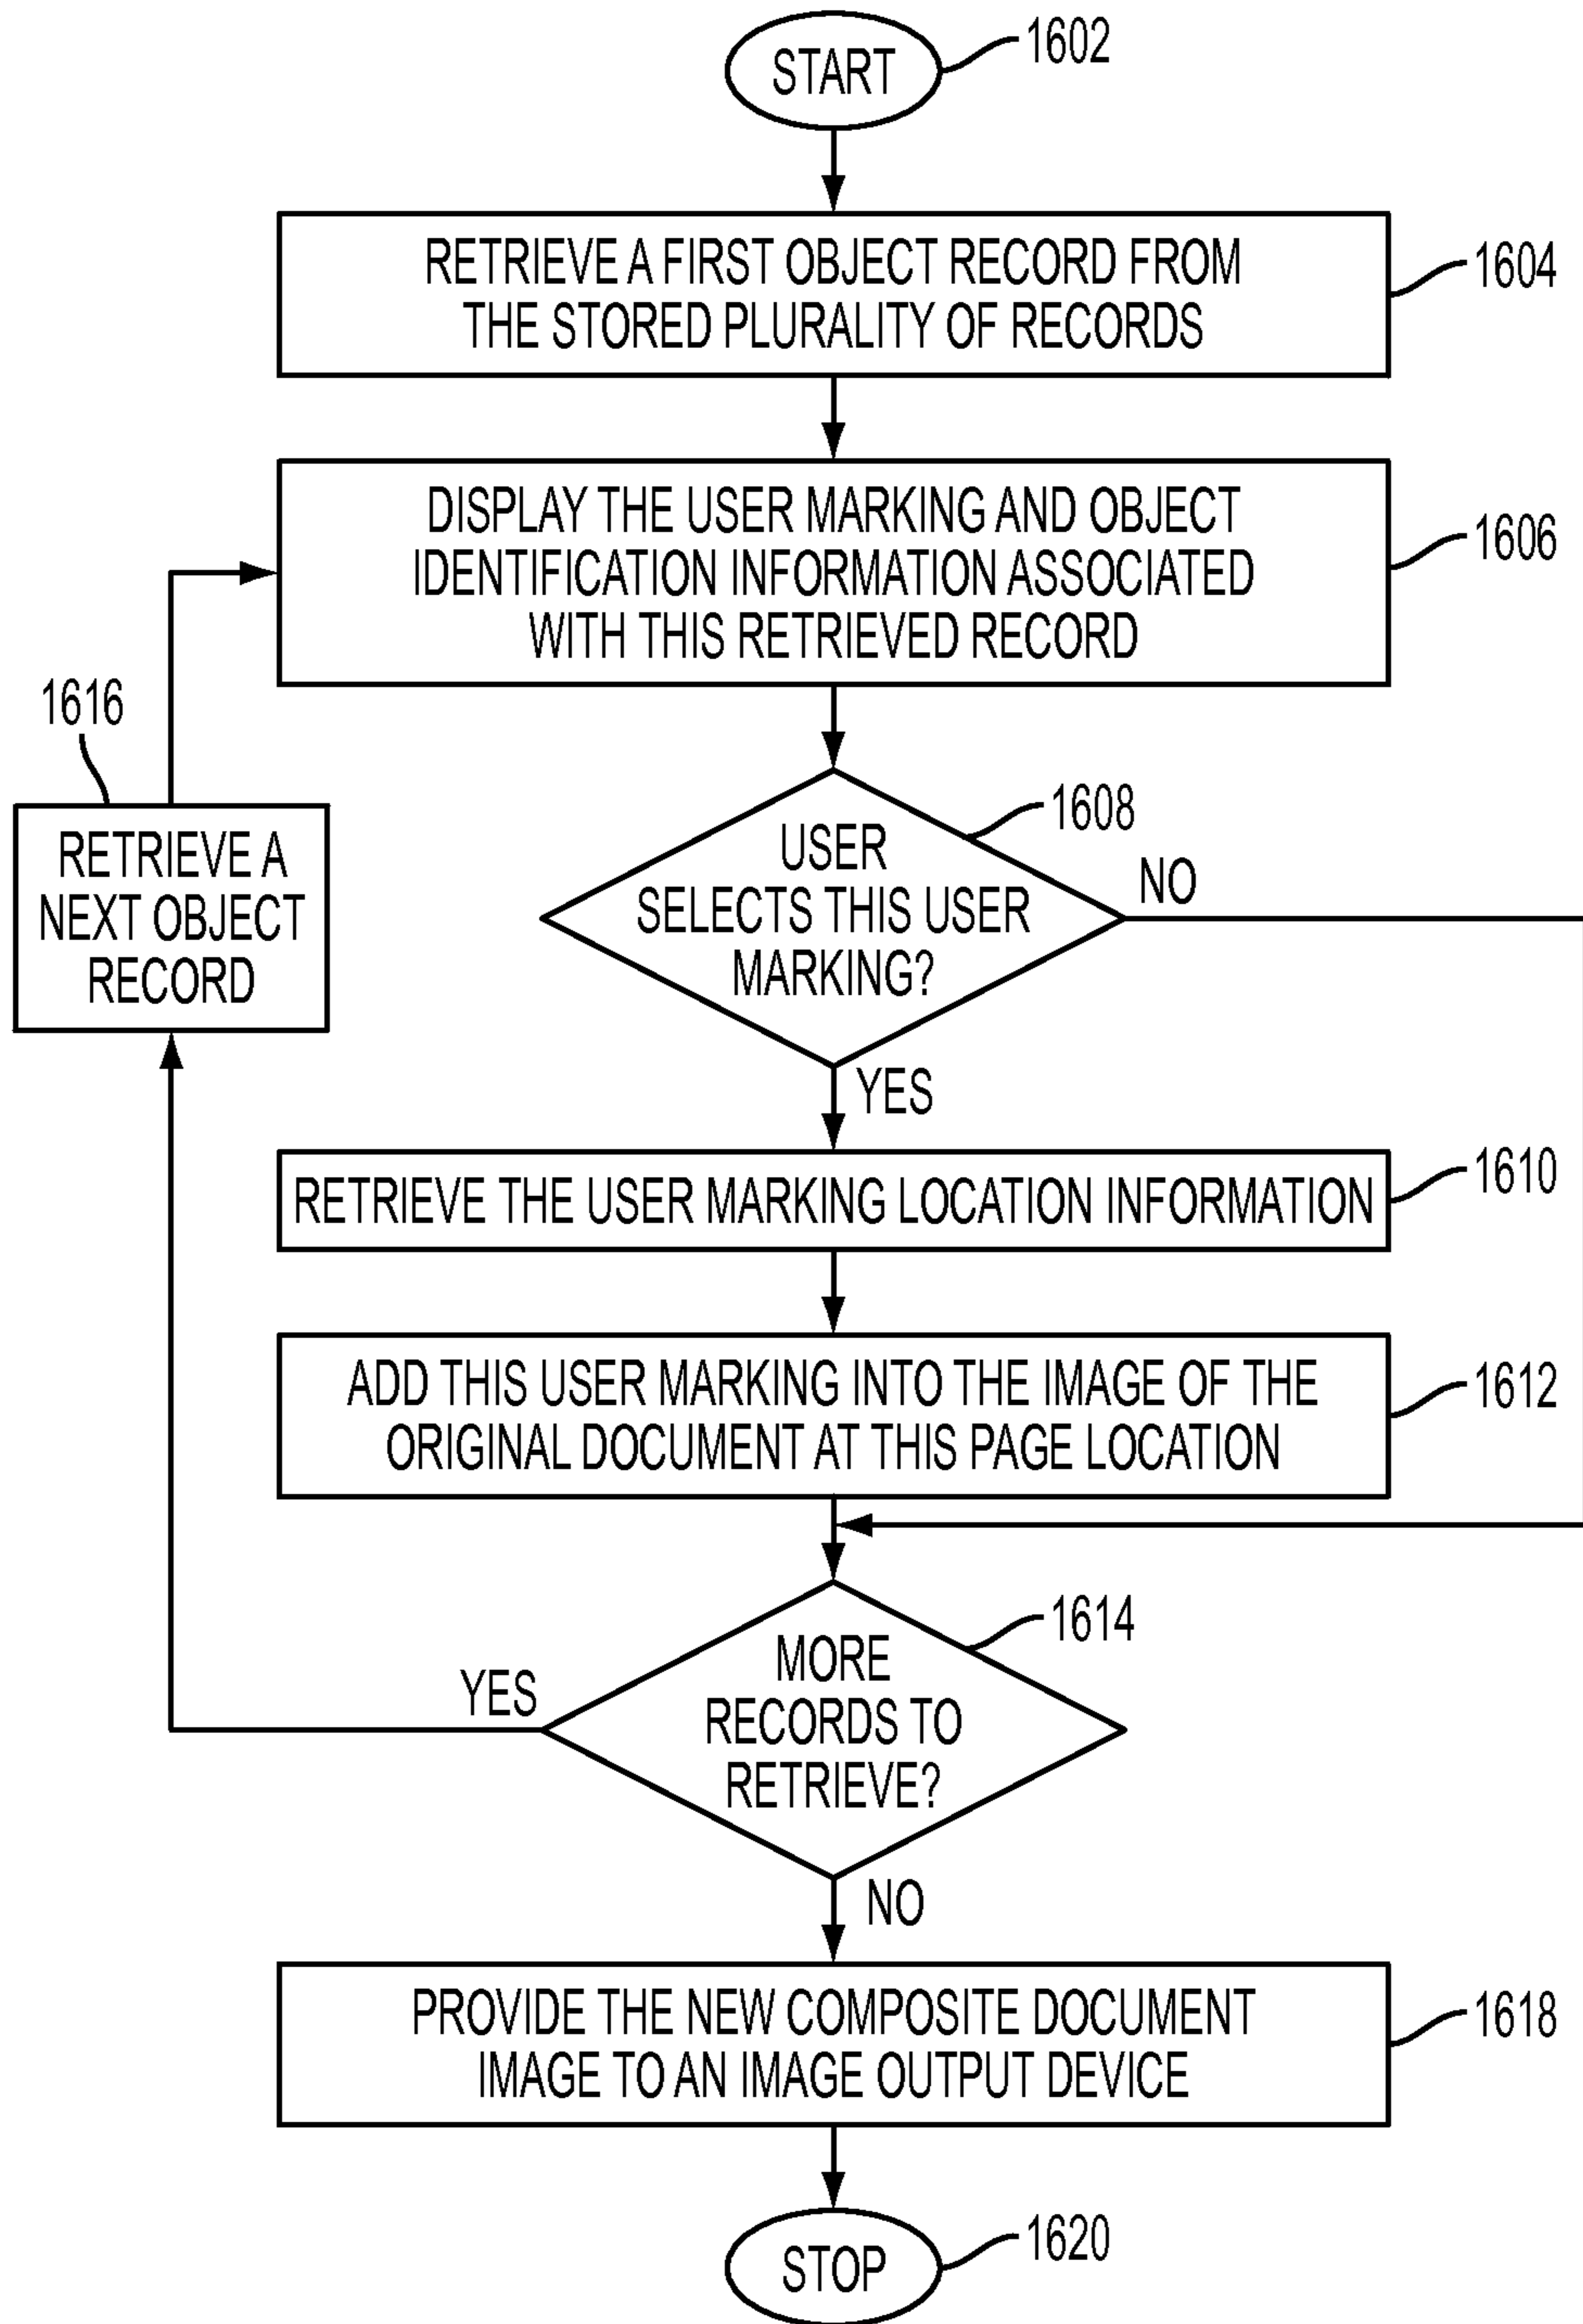 START
1602
RETRIEVE A FIRST OBJECT RECORD FROM
THE STORED PLURALITY OF RECORDS
1604
DISPLAY THE USER MARKING AND OBJECT
IDENTIFICATION INFORMATION ASSOCIATED
WITH THIS RETRIEVED RECORD
1606
1616
RETRIEVE A
NEXT OBJECT
RECORD
1608
USER
SELECTS THIS USER
MARKING?
NO
YES
RETRIEVE THE USER MARKING LOCATION INFORMATION
1610
ADD THIS USER MARKING INTO THE IMAGE OF THE
ORIGINAL DOCUMENT AT THIS PAGE LOCATION
1612
1614
MORE
RECORDS TO
RETRIEVE?
YES
NO
PROVIDE THE NEW COMPOSITE DOCUMENT
IMAGE TO AN IMAGE OUTPUT DEVICE
1618
STOP
1620